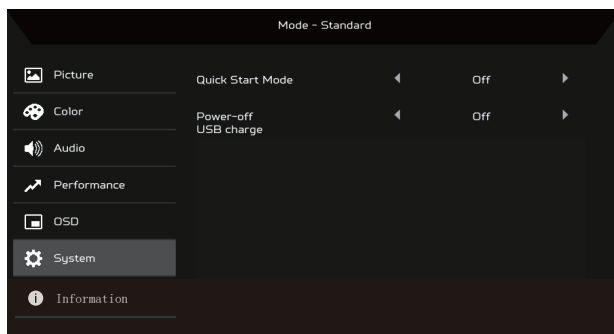 Mode - Standard
Picture
Quick Start Mode
Off
Color
Power-off
USB charge
Off
Audio
Performance
OSD
System
Information